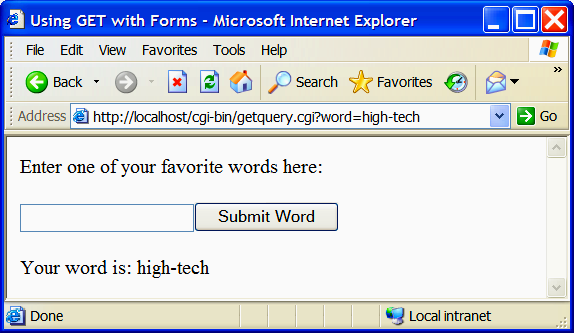 Using GET with Forms - Microsoft Internet Explorer
File Edit View Favorites Tools Help
Back Search Favorites »
Address http://localhost/cgi-bin/getquery.cgi?word=high-tech Go
Enter one of your favorite words here:
Submit Word
Your word is: high-tech
Done Local intranet